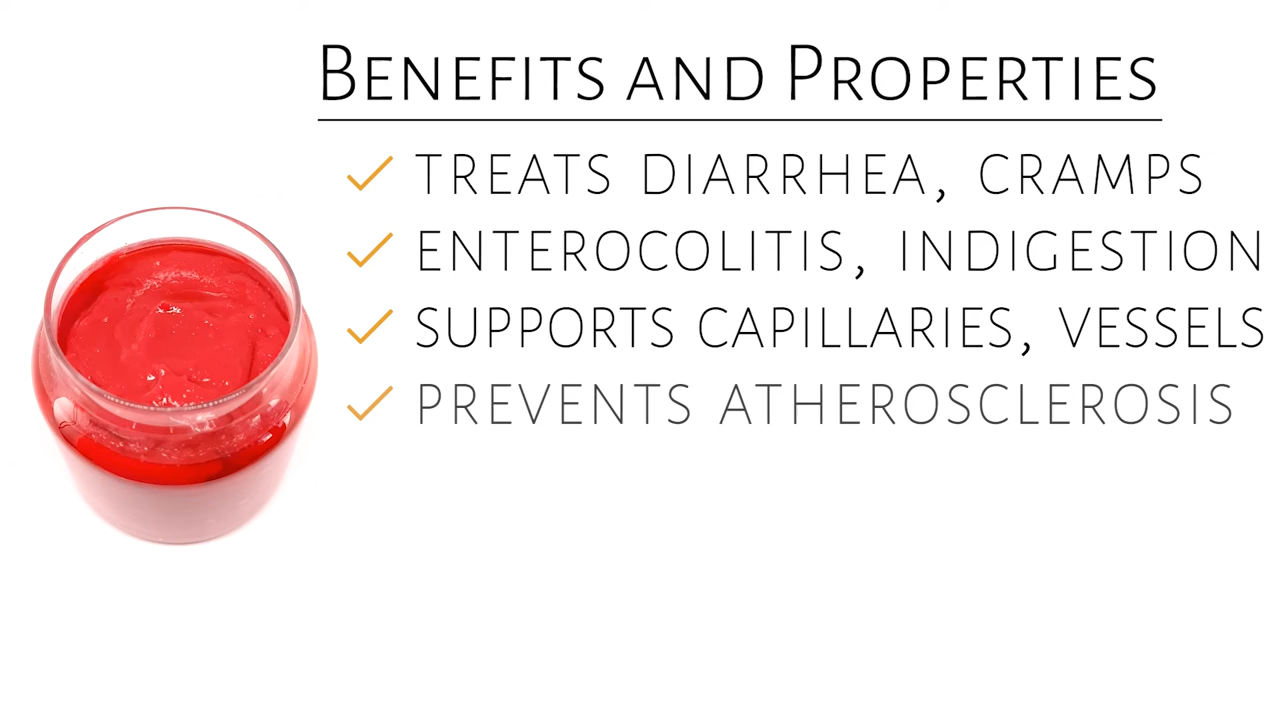 Benefits and Properties
TREATS DIARRHEA, CRAMPS
ENTEROCOLITIS, INDIGESTION
SUPPORTS CAPILLARIES, VESSELS
PREVENTS ATHEROSCLEROSIS